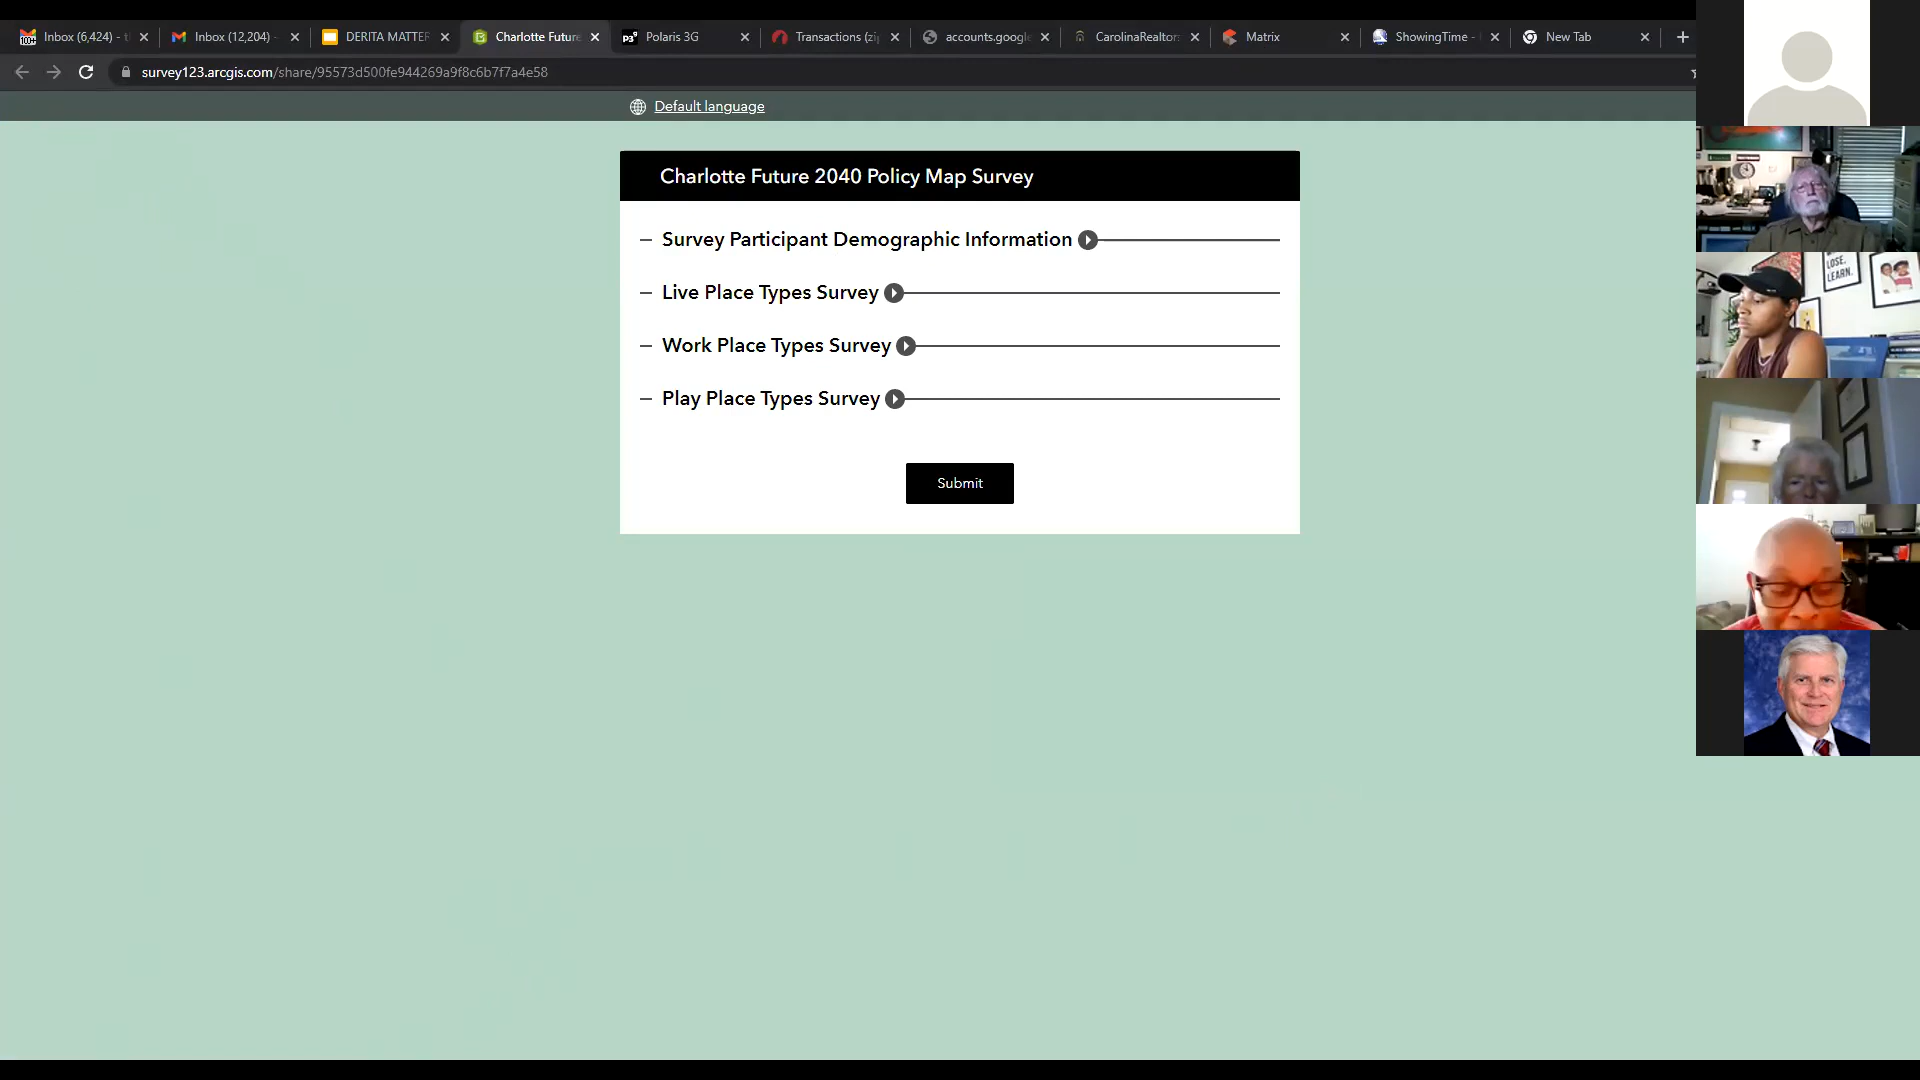 Inbox (6,424) - t
Inbox (12,204) -
DERITA MATTER
Charlotte Future
Polaris 3G
Transactions (zi
accounts.google
CarolinaRealtor
Matrix
ShowingTime -
New Tab
survey123.arcgis.com/share/95573d500fe944269a9f8c6b7f7a4e58
Default language
Charlotte Future 2040 Policy Map Survey
Survey Participant Demographic Information
Live Place Types Survey
Work Place Types Survey
Play Place Types Survey
Submit
LOSE.
LEARN.